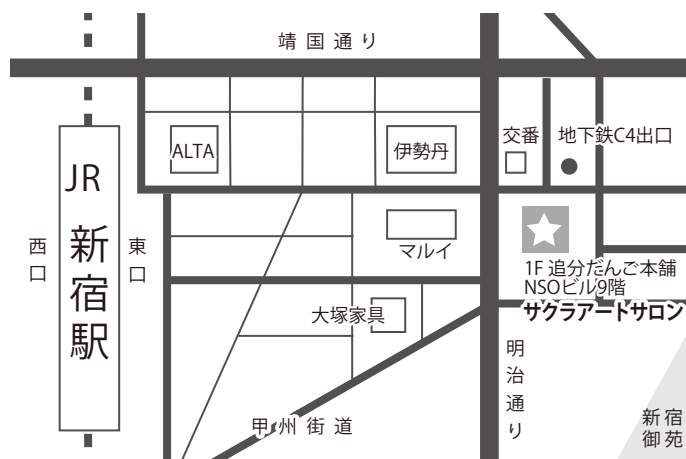 靖国通り
ALTA
伊勢丹
交番
地下鉄C4出口
JR
新宿駅
西口
東口
マルイ
1F 追分だんご本舗
NSOビル9階
サクラアートサロン
大塚家具
明治通り
甲州街道
新宿
御苑